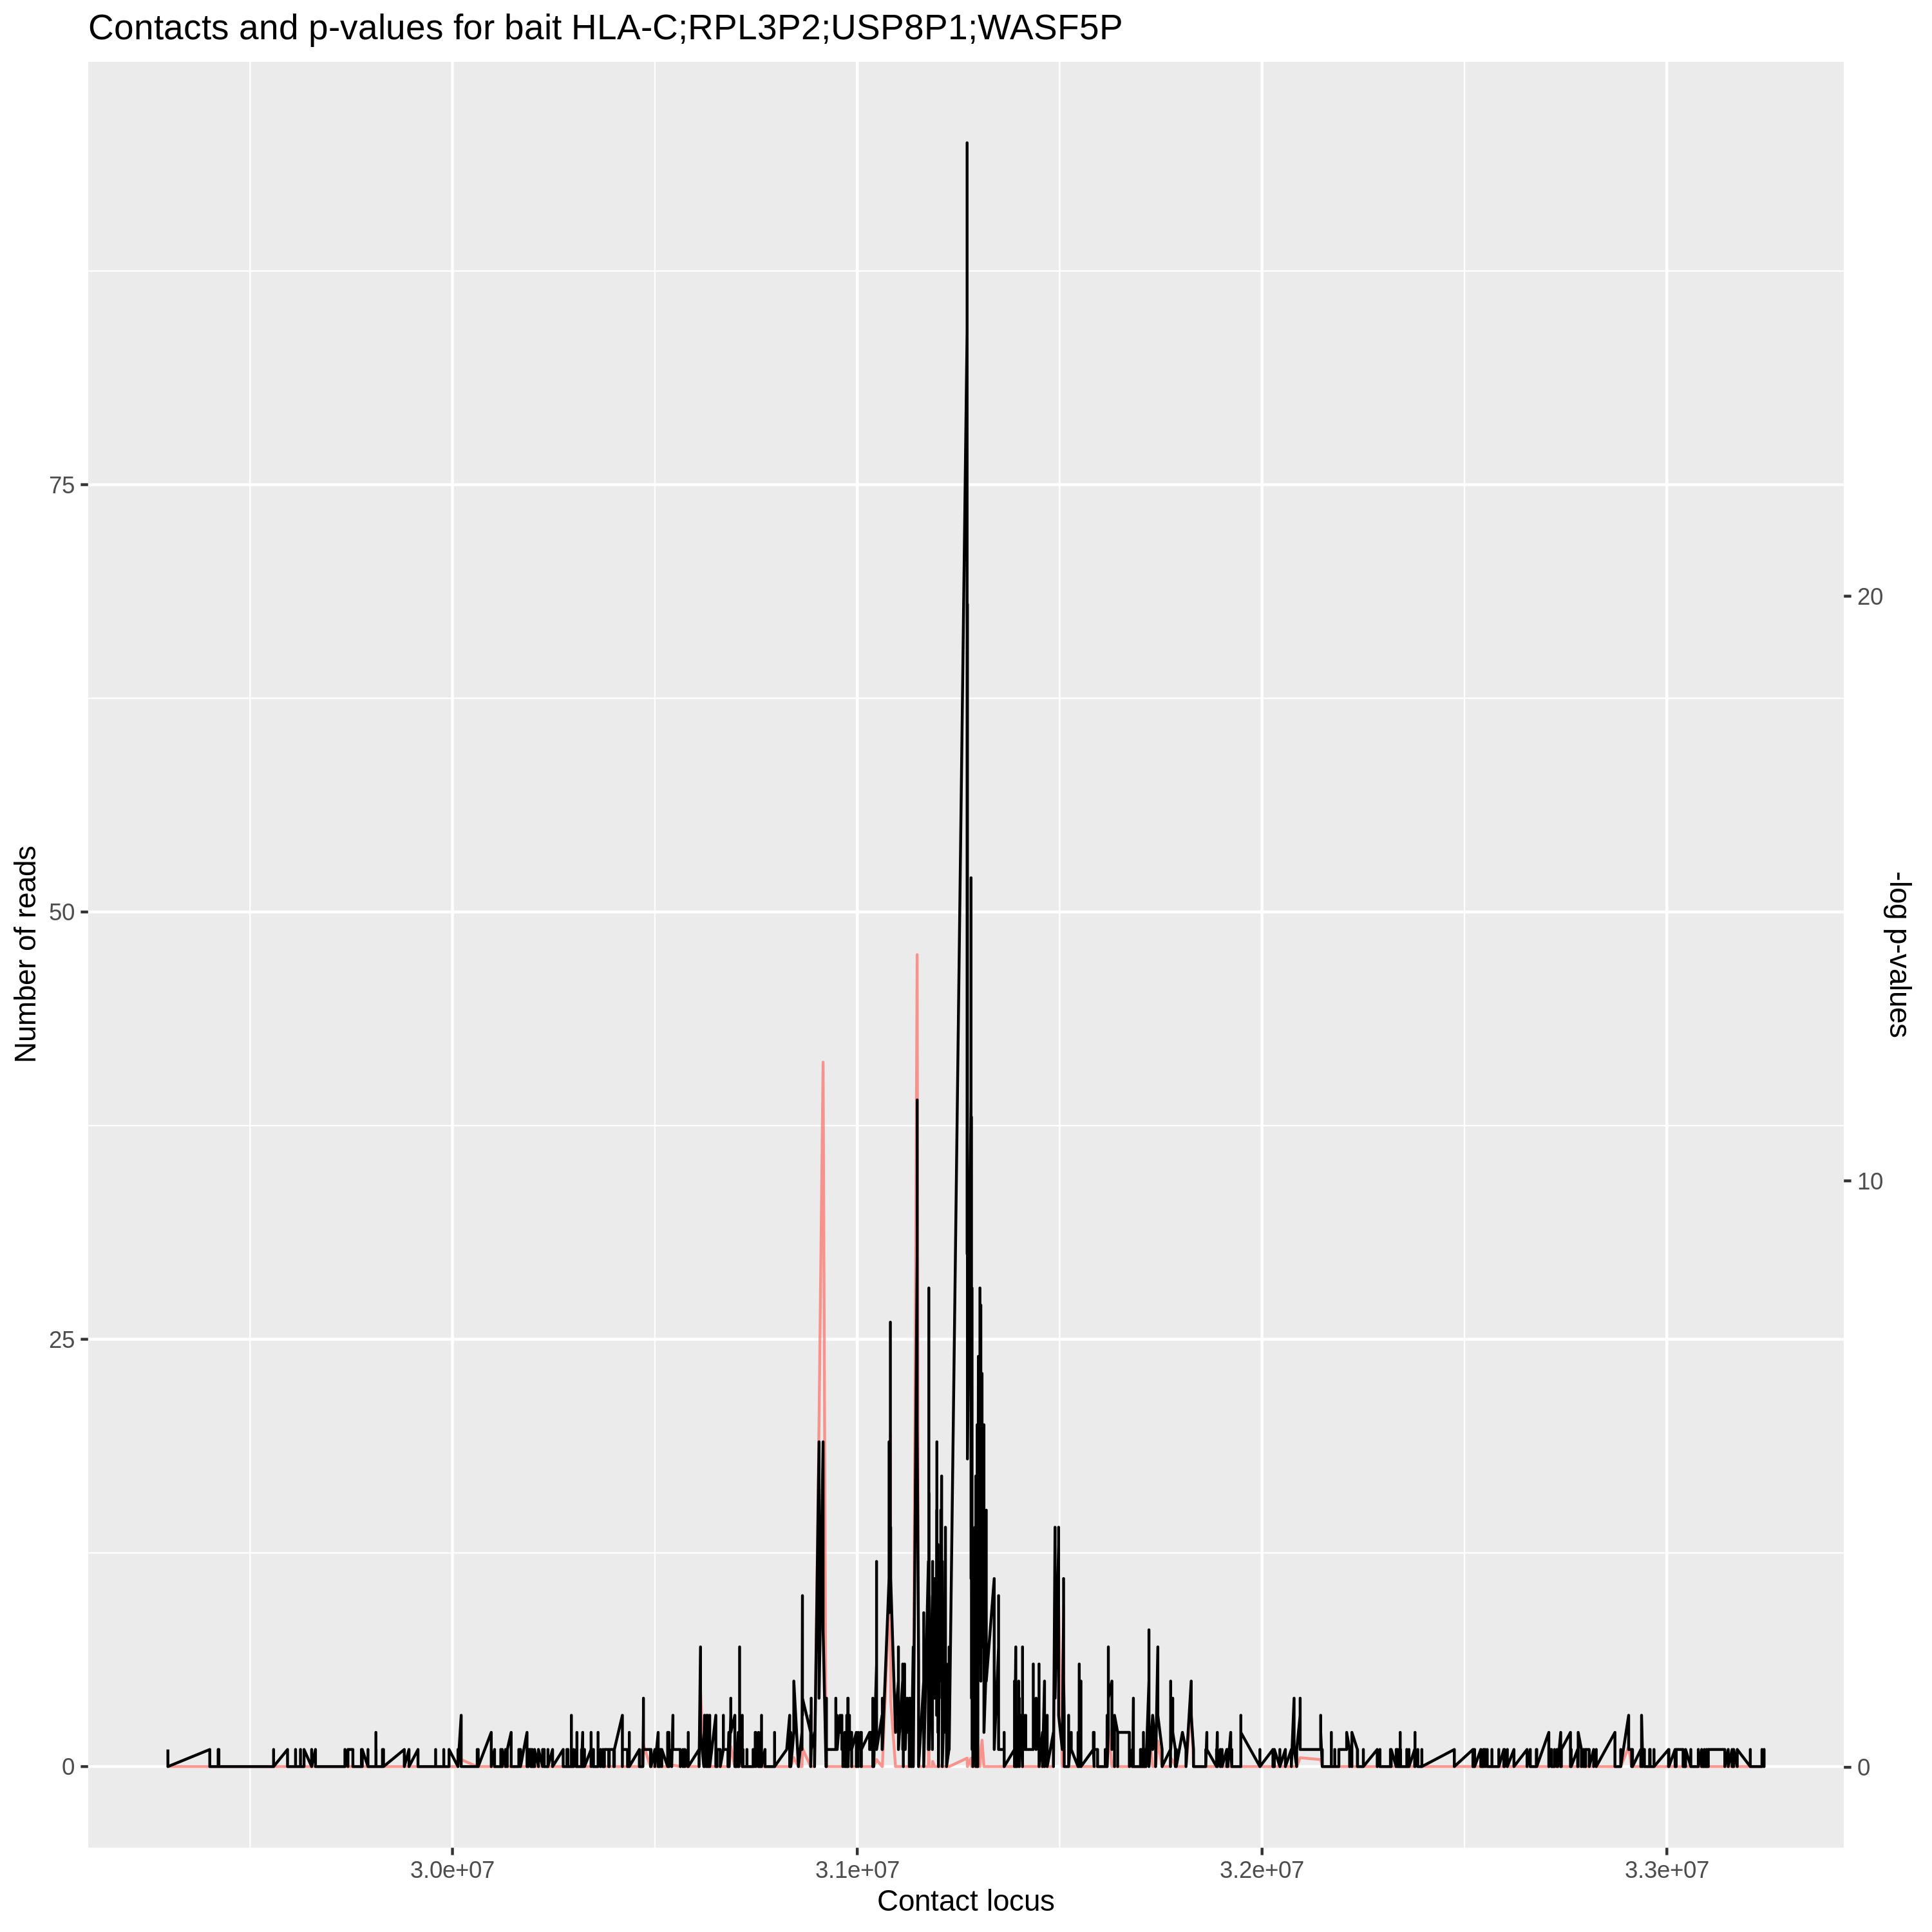 Contacts and p-values for bait HLA-C;RPL3P2;USP8P1;WASF5P
Number of reads
75
50
25
0
20
10
0
-log p-values
3.0e+07
3.1e+07
3.2e+07
3.3e+07
Contact locus